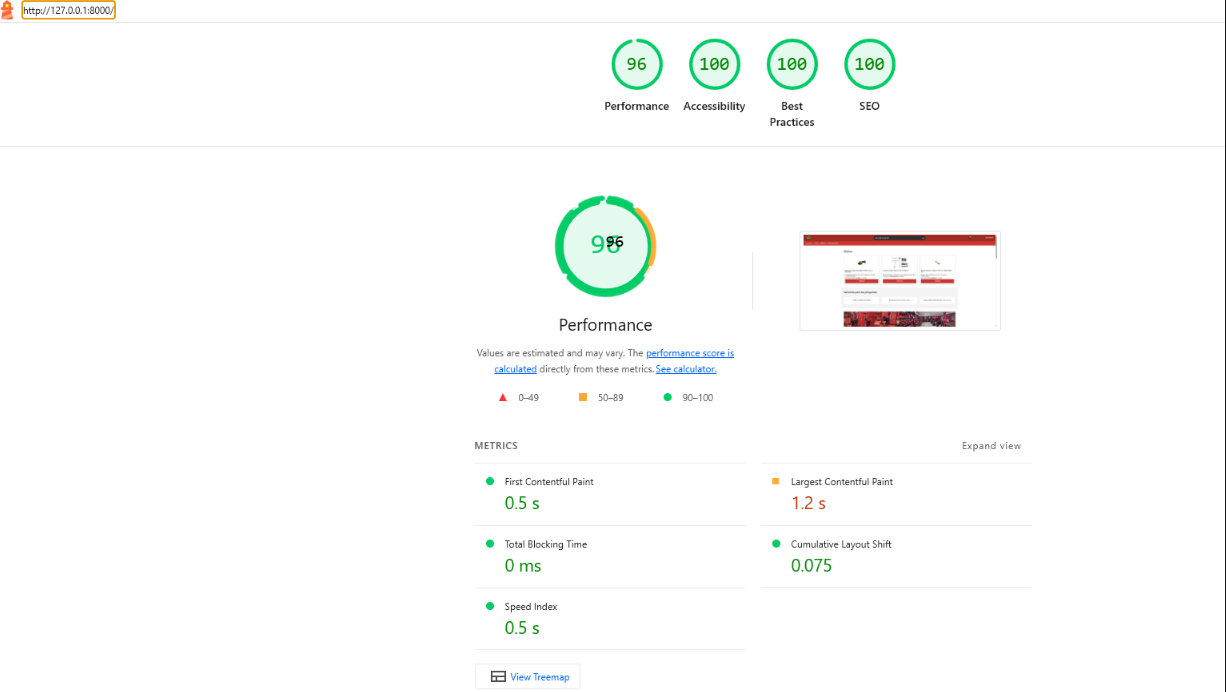 http://127.0.0.1:8000/
96
100
100
100
Performance
Accessibility
Best
Practices
SEO
96
96
Performance
Values are estimated and may vary. The performance score is
calculated directly from these metrics. See calculator.
0–49
50–89
90–100
METRICS
Expand view
First Contentful Paint
0.5 s
Largest Contentful Paint
1.2 s
Total Blocking Time
0 ms
Cumulative Layout Shift
0.075
Speed Index
0.5 s
View Treemap